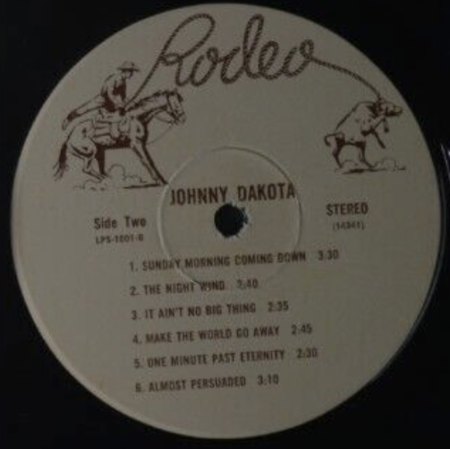 Rodeo
JOHNNY DAKOTA
Side Two
LPS-1001-B
STEREO
(14341)
1. SUNDAY MORNING COMING DOWN 3:30
2. THE NIGHT WIND 2:40
3. IT AIN'T NO BIG THING 2:35
4. MAKE THE WORLD GO AWAY 2:45
5. ONE MINUTE PAST ETERNITY 2:30
6. ALMOST PERSUADED 3:10